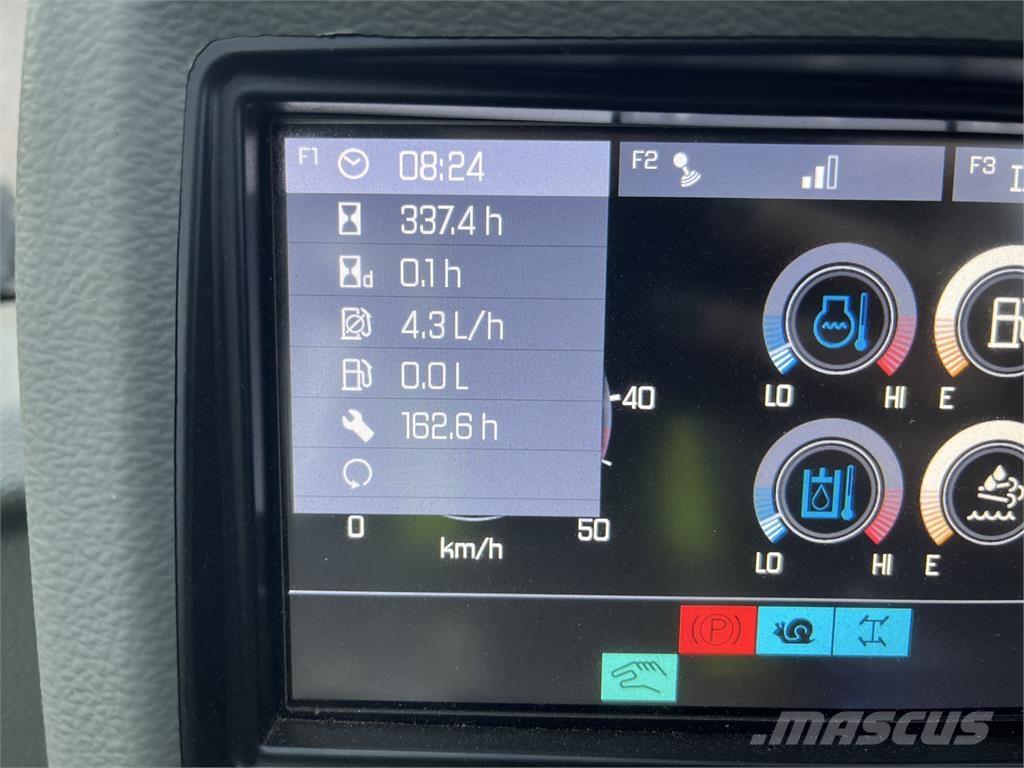 F1 08:24
F2
F3
337.4 h
d 0.1 h
4.3 L/h
0.0 L
162.6 h
40
LO HI E
0 50
km/h
LO HI E
(P)
MASCUS